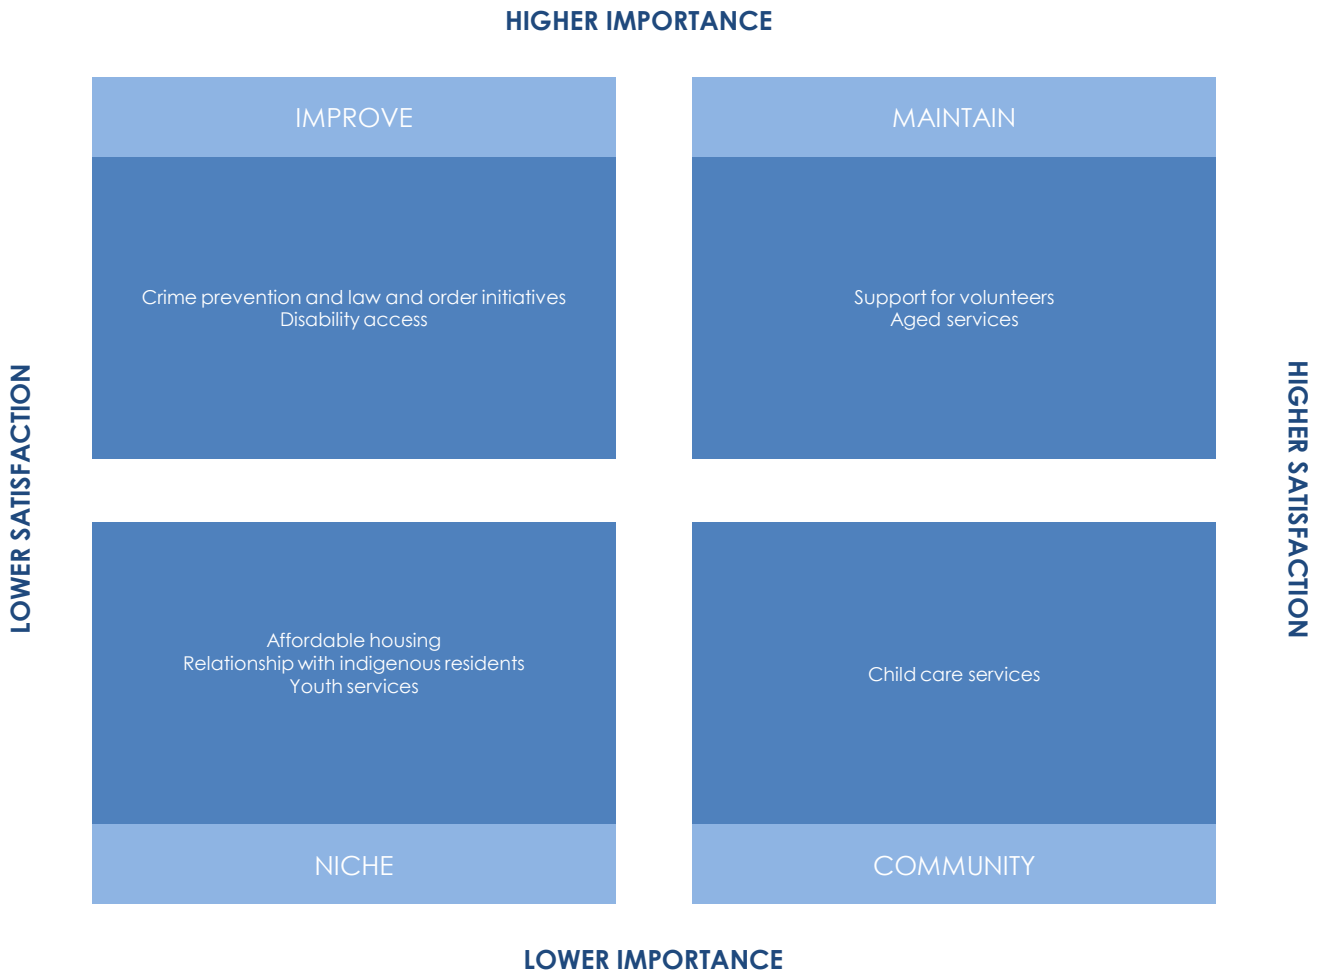 HIGHER IMPORTANCE
IMPROVE
MAINTAIN
Crime prevention and law and order initiatives
Disability access
Support for volunteers
Aged services
LOWER SATISFACTION
HIGHER SATISFACTION
Affordable housing
Relationship with indigenous residents
Youth services
Child care services
NICHE
COMMUNITY
LOWER IMPORTANCE